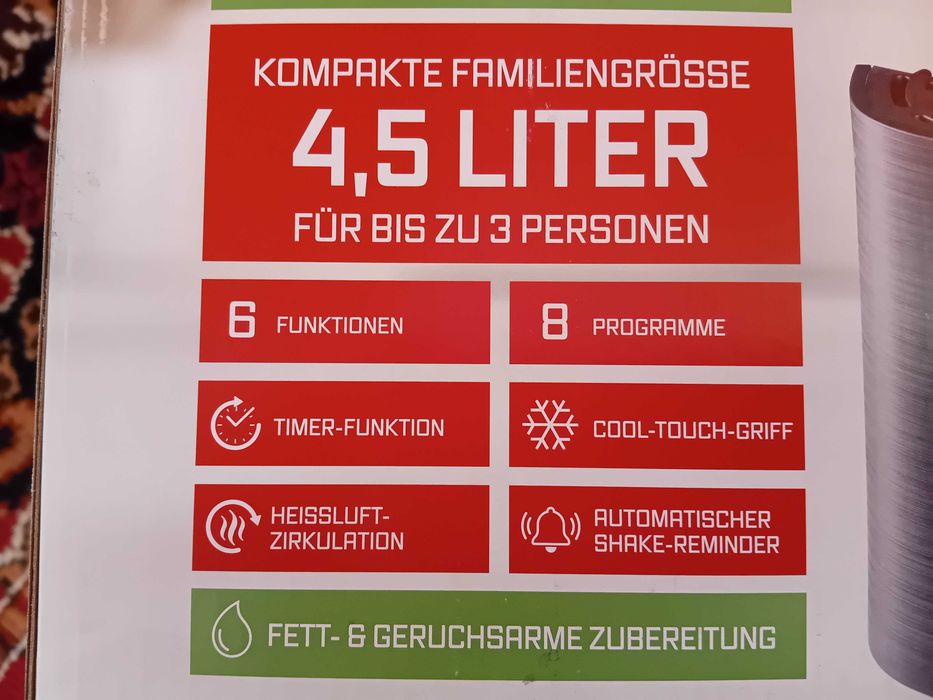 KOMPAKTE FAMILIENGRÖSSE
4,5 LITER
FÜR BIS ZU 3 PERSONEN
6 FUNKTIONEN
8 PROGRAMME
TIMER-FUNKTION
COOL-TOUCH-GRIFF
HEISSLUFT-
ZIRKULATION
AUTOMATISCHER
SHAKE-REMINDER
FETT- & GERUCHSARME ZUBEREITUNG